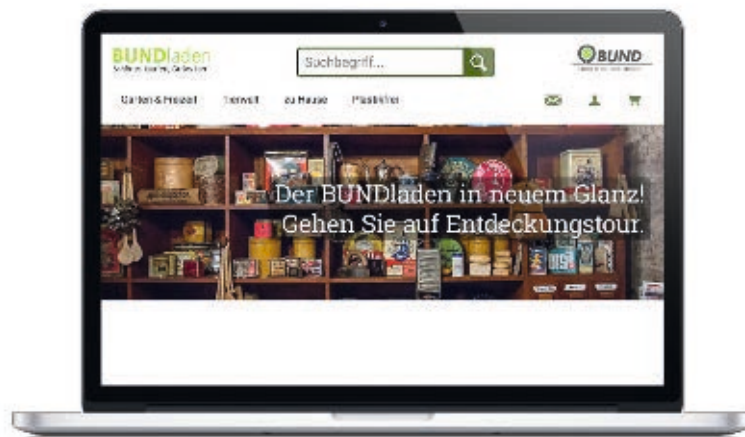 BUNDladen
Suchbegriff...
BUND
Garten & Freizeit Tierwelt zu Hause Plastikfrei
Der BUNDladen in neuem Glanz!
Gehen Sie auf Entdeckungstour.